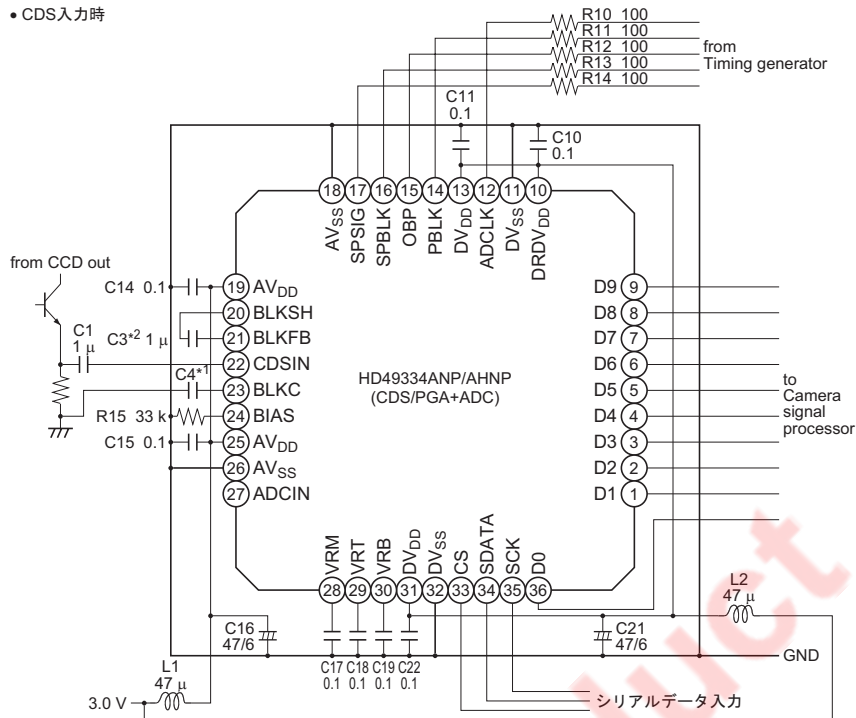 • CDS入力時
R10 100
R11 100
R12 100
R13 100
R14 100
from
Timing generator
C11
0.1
C10
0.1
18 17 16 15 14 13 12 11 10
AVSS
SPSIG
SPBLK
OBP
PBLK
DVDD
ADCLK
DVSS
DRDVDD
from CCD out
C14 0.1
19 AVDD
20 BLKSH
C1
1 μ
C3*2 1 μ
21 BLKFB
22 CDSIN
C4*1
23 BLKC
R15 33 k
24 BIAS
C15 0.1
25 AVDD
26 AVSS
27 ADCIN
HD49334ANP/AHNP
(CDS/PGA+ADC)
D9 9
D8 8
D7 7
D6 6
D5 5
D4 4
D3 3
D2 2
D1 1
to
Camera
signal
processor
VRM
VRT
VRB
DVDD
DVSS
CS
SDATA
SCK
D0
28 29 30 31 32 33 34 35 36
L2
47 μ
C16
47/6
C17
0.1
C18
0.1
C19
0.1
C22
0.1
C21
47/6
GND
L1
47 μ
3.0 V
シリアルデータ入力
uct